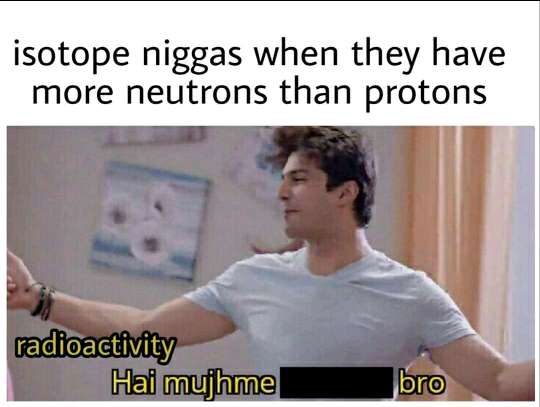 isotope niggas when they have
more neutrons than protons
radioactivity
Hai mujhme bro